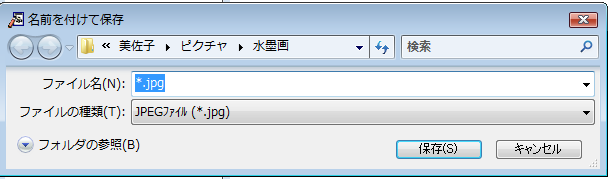 名前を付けて保存
« 美佐子 ▸ ピクチャ ▸ 水墨画 検索
ファイル名(N): *.jpg
ファイルの種類(T): JPEGファイル (*.jpg)
フォルダの参照(B) 保存(S) キャンセル